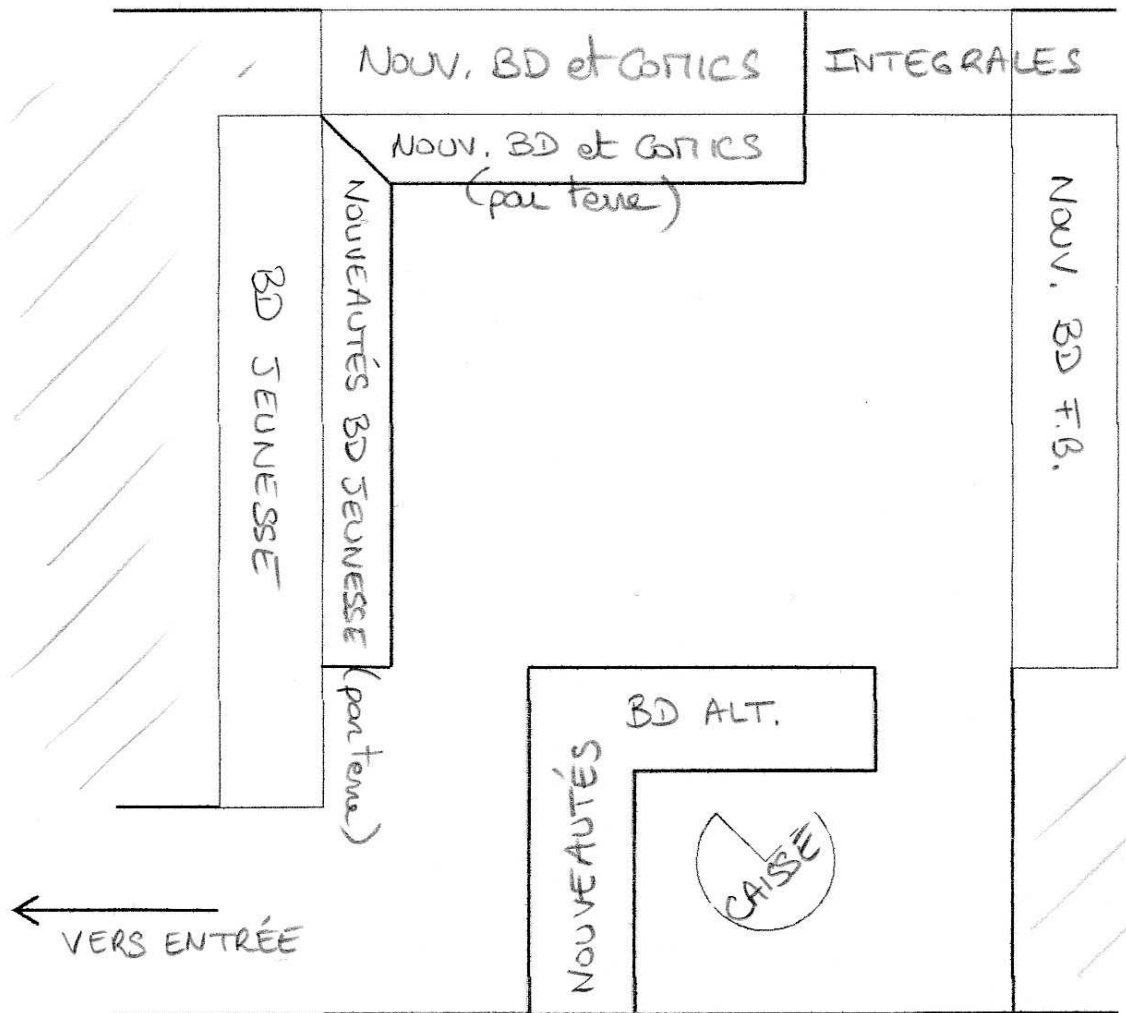 NOUV. BD et COMICS
INTEGRALES
NOUV. BD et COMICS
(par terre)
BD JEUNESSE
NOUVEAUTÉS BD JEUNESSE (par terre)
NOUV. BD F.B.
BD ALT.
NOUVEAUTÉS
CAISSE
VERS ENTRÉE